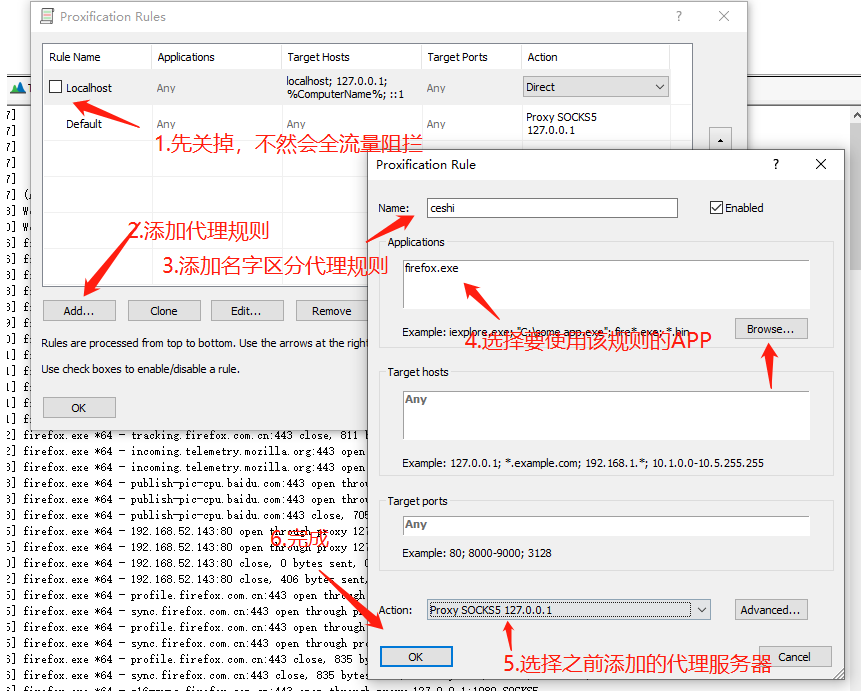 Proxification Rules
?
Rule Name Applications Target Hosts Target Ports Action
Localhost Any localhost; 127.0.0.1; %ComputerName%; ::1 Any Direct
Default Any Any Any Proxy SOCKS5 127.0.0.1
1.先关掉，不然会全流量阻拦
2.添加代理规则
3.添加名字区分代理规则
Add... Clone Edit... Remove
Rules are processed from top to bottom. Use the arrows at the right
Use check boxes to enable/disable a rule.
OK
Proxification Rule
?
Name: ceshi Enabled
Applications
firefox.exe
Example: iexplore.exe; "C:\some app.exe"; fire*.exe; *.bin
Browse...
4.选择要使用该规则的APP
Target hosts
Any
Example: 127.0.0.1; *.example.com; 192.168.1.*; 10.1.0.0-10.5.255.255
Target ports
Any
Example: 80; 8000-9000; 3128
Action: Proxy SOCKS5 127.0.0.1 Advanced...
OK Cancel
5.选择之前添加的代理服务器
6.完成
firefox.exe *64 - tracking.firefox.com.cn:443 close, 811
firefox.exe *64 - incoming.telemetry.mozilla.org:443 open
firefox.exe *64 - incoming.telemetry.mozilla.org:443 open
firefox.exe *64 - publish-pic-cpu.baidu.com:443 open
firefox.exe *64 - publish-pic-cpu.baidu.com:443 open
firefox.exe *64 - publish-pic-cpu.baidu.com:443 close, 705
firefox.exe *64 - 192.168.52.143:80 open through proxy 127
firefox.exe *64 - 192.168.52.143:80 open through proxy 127
firefox.exe *64 - 192.168.52.143:80 close, 0 bytes sent,
firefox.exe *64 - 192.168.52.143:80 close, 406 bytes sent,
firefox.exe *64 - profile.firefox.com.cn:443 open through
firefox.exe *64 - sync.firefox.com.cn:443 open through
firefox.exe *64 - profile.firefox.com.cn:443 open through
firefox.exe *64 - sync.firefox.com.cn:443 open through
firefox.exe *64 - profile.firefox.com.cn:443 close, 835
firefox.exe *64 - sync.firefox.com.cn:443 close, 835 bytes